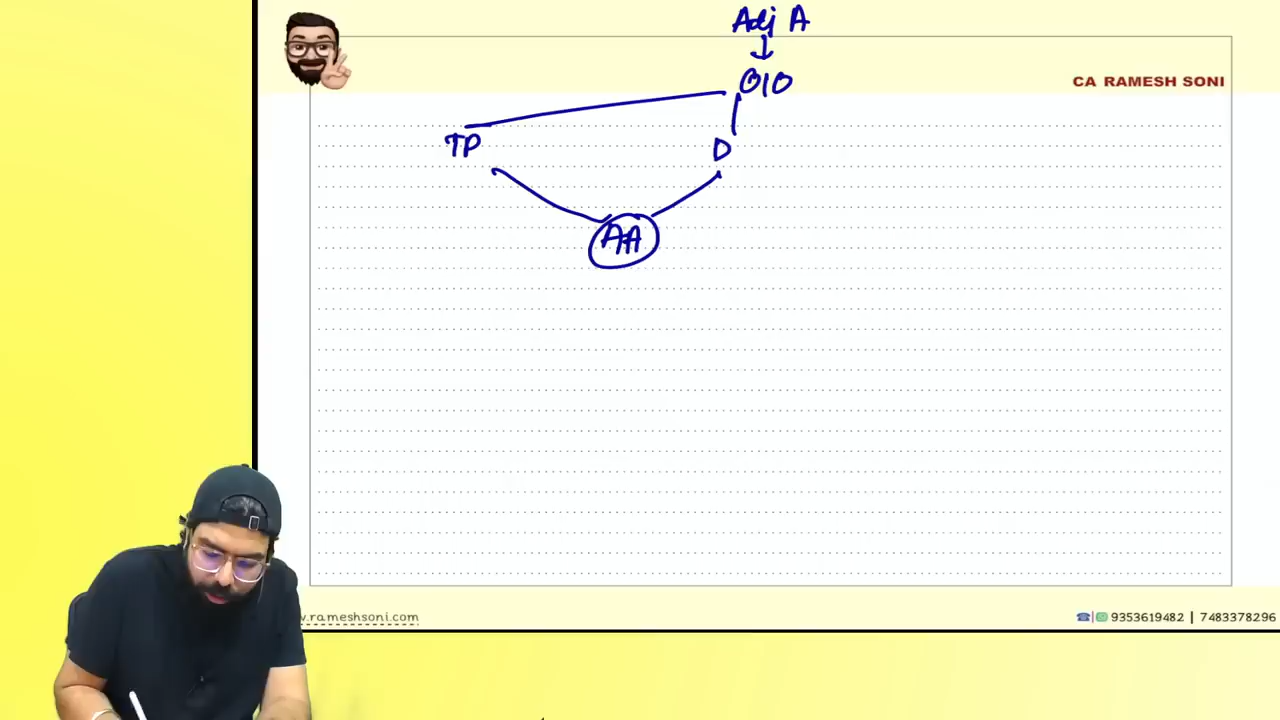 Adj A
OIO
CA RAMESH SONI
TP
D
AA
.rameshsoni.com
9353619482 | 7483378296